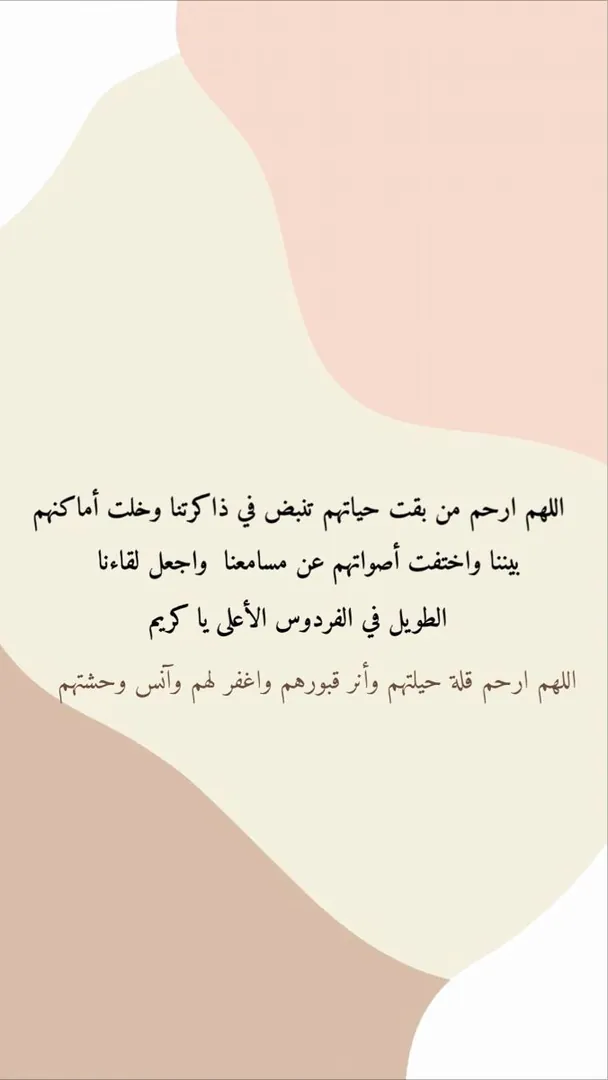 اللهم ارحم من بقت حياتهم تنبض في ذاكرتنا وخلت أماكنهم
بيننا واختفت أصواتهم عن مسامعنا واجعل لقاءنا
الطويل في الفردوس الأعلى يا كريم
اللهم ارحم قلة حيلتهم وأنر قبورهم واغفر لهم وآنس وحشتهم